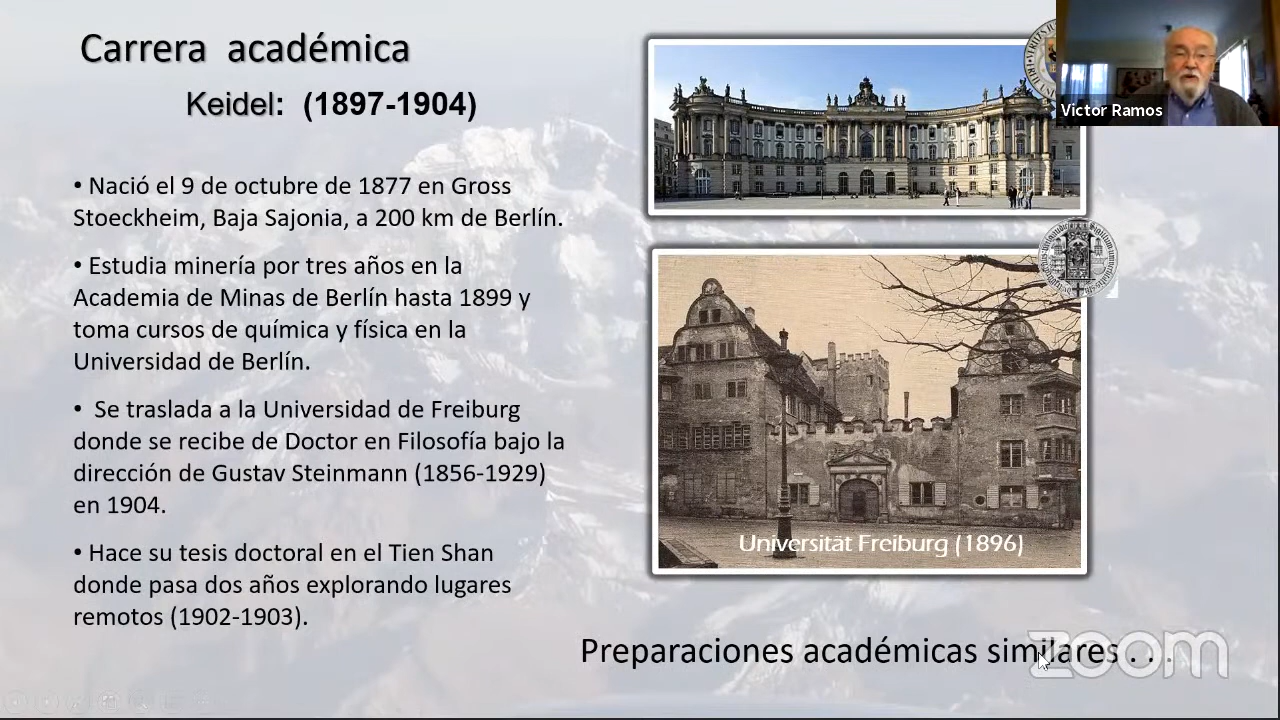 Carrera académica
Keidel: (1897-1904)
• Nació el 9 de octubre de 1877 en Gross
Stoeckheim, Baja Sajonia, a 200 km de Berlín.
• Estudia minería por tres años en la
Academia de Minas de Berlín hasta 1899 y
toma cursos de química y física en la
Universidad de Berlín.
• Se traslada a la Universidad de Freiburg
donde se recibe de Doctor en Filosofía bajo la
dirección de Gustav Steinmann (1856-1929)
en 1904.
• Hace su tesis doctoral en el Tien Shan
donde pasa dos años explorando lugares
remotos (1902-1903).
Victor Ramos
Universität Freiburg (1896)
Preparaciones académicas similares . . .
zoom